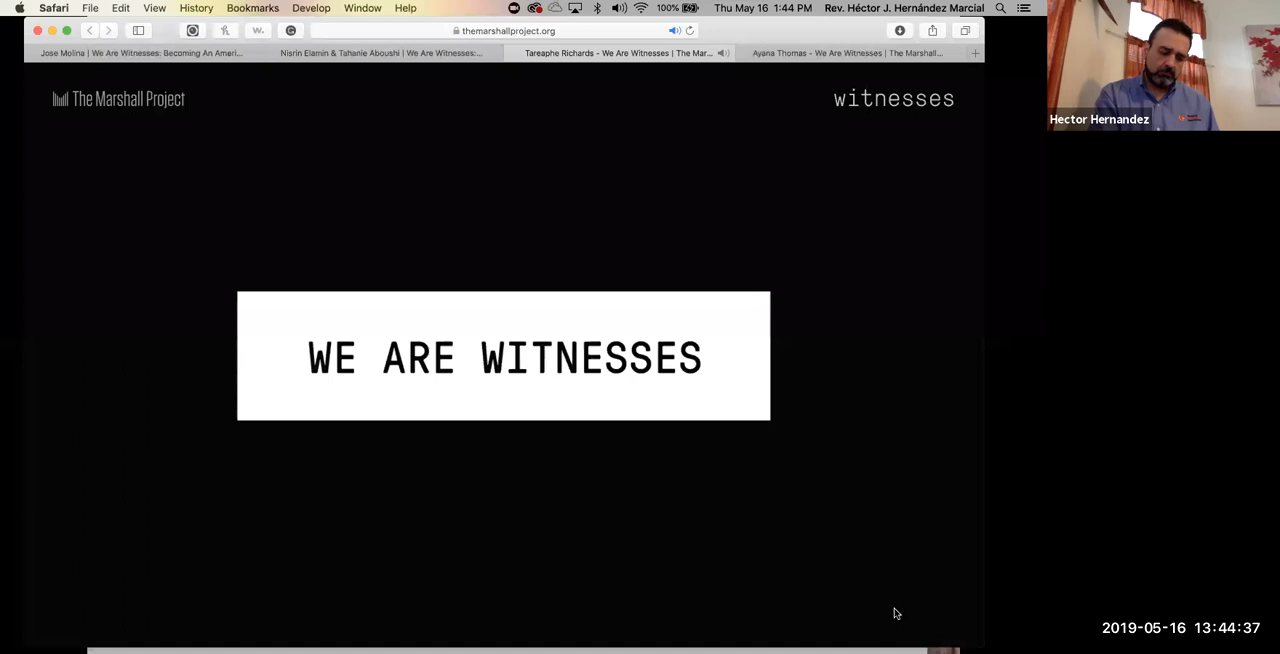 Safari File Edit View History Bookmarks Develop Window Help 100% Thu May 16 1:44 PM Rev. Héctor J. Hernández Marcial
w. themarshallproject.org
Jose Molina | We Are Witnesses: Becoming An Ameri... Nisrin Elamin & Tahanie Aboushi | We Are Witnesses:... Tareaphe Richards - We Are Witnesses | The Mar... Ayana Thomas - We Are Witnesses | The Marshall... +
The Marshall Project witnesses
Hector Hernandez
WE ARE WITNESSES
2019-05-16 13:44:37